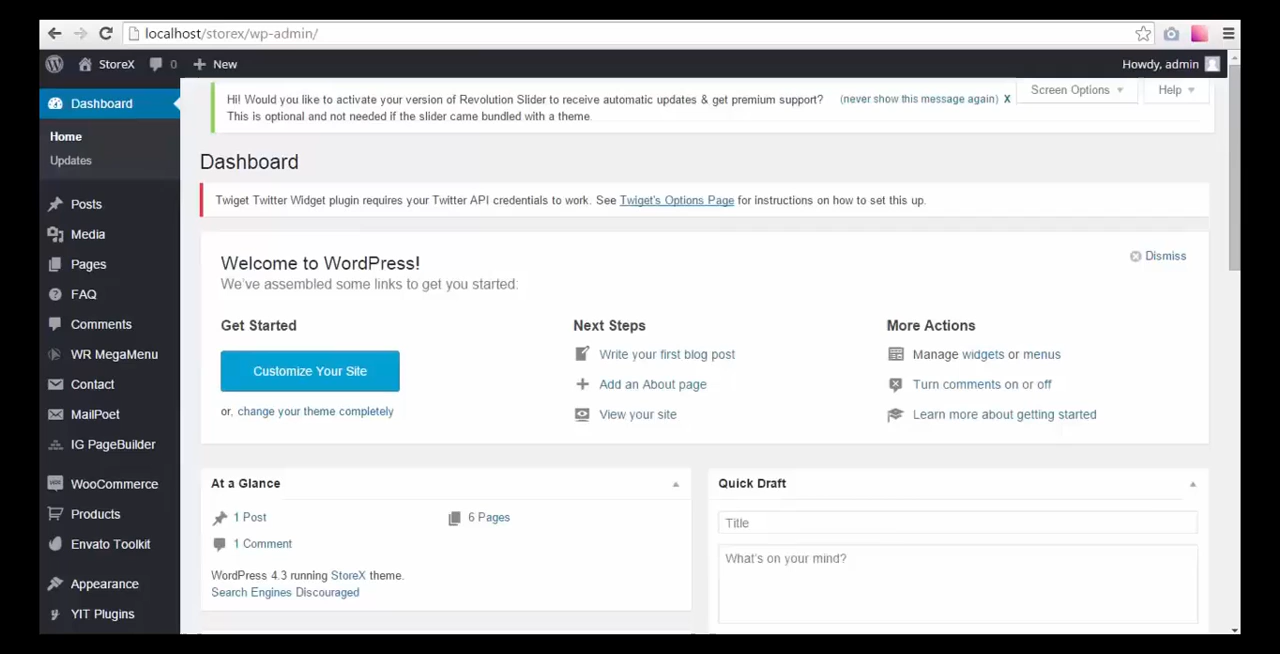 localhost/storex/wp-admin/
StoreX 0 New Howdy, admin
Dashboard
Home
Updates
Posts
Media
Pages
FAQ
Comments
WR MegaMenu
Contact
MailPoet
IG PageBuilder
WooCommerce
Products
Envato Toolkit
Appearance
YIT Plugins
Hi! Would you like to activate your version of Revolution Slider to receive automatic updates & get premium support? (never show this message again) X
This is optional and not needed if the slider came bundled with a theme.
Screen Options
Help
Dashboard
Twiget Twitter Widget plugin requires your Twitter API credentials to work. See Twiget's Options Page for instructions on how to set this up.
Welcome to WordPress!
Dismiss
We've assembled some links to get you started:
Get Started
Customize Your Site
or, change your theme completely
Next Steps
Write your first blog post
Add an About page
View your site
More Actions
Manage widgets or menus
Turn comments on or off
Learn more about getting started
At a Glance
1 Post
6 Pages
1 Comment
WordPress 4.3 running StoreX theme.
Search Engines Discouraged
Quick Draft
Title
What's on your mind?